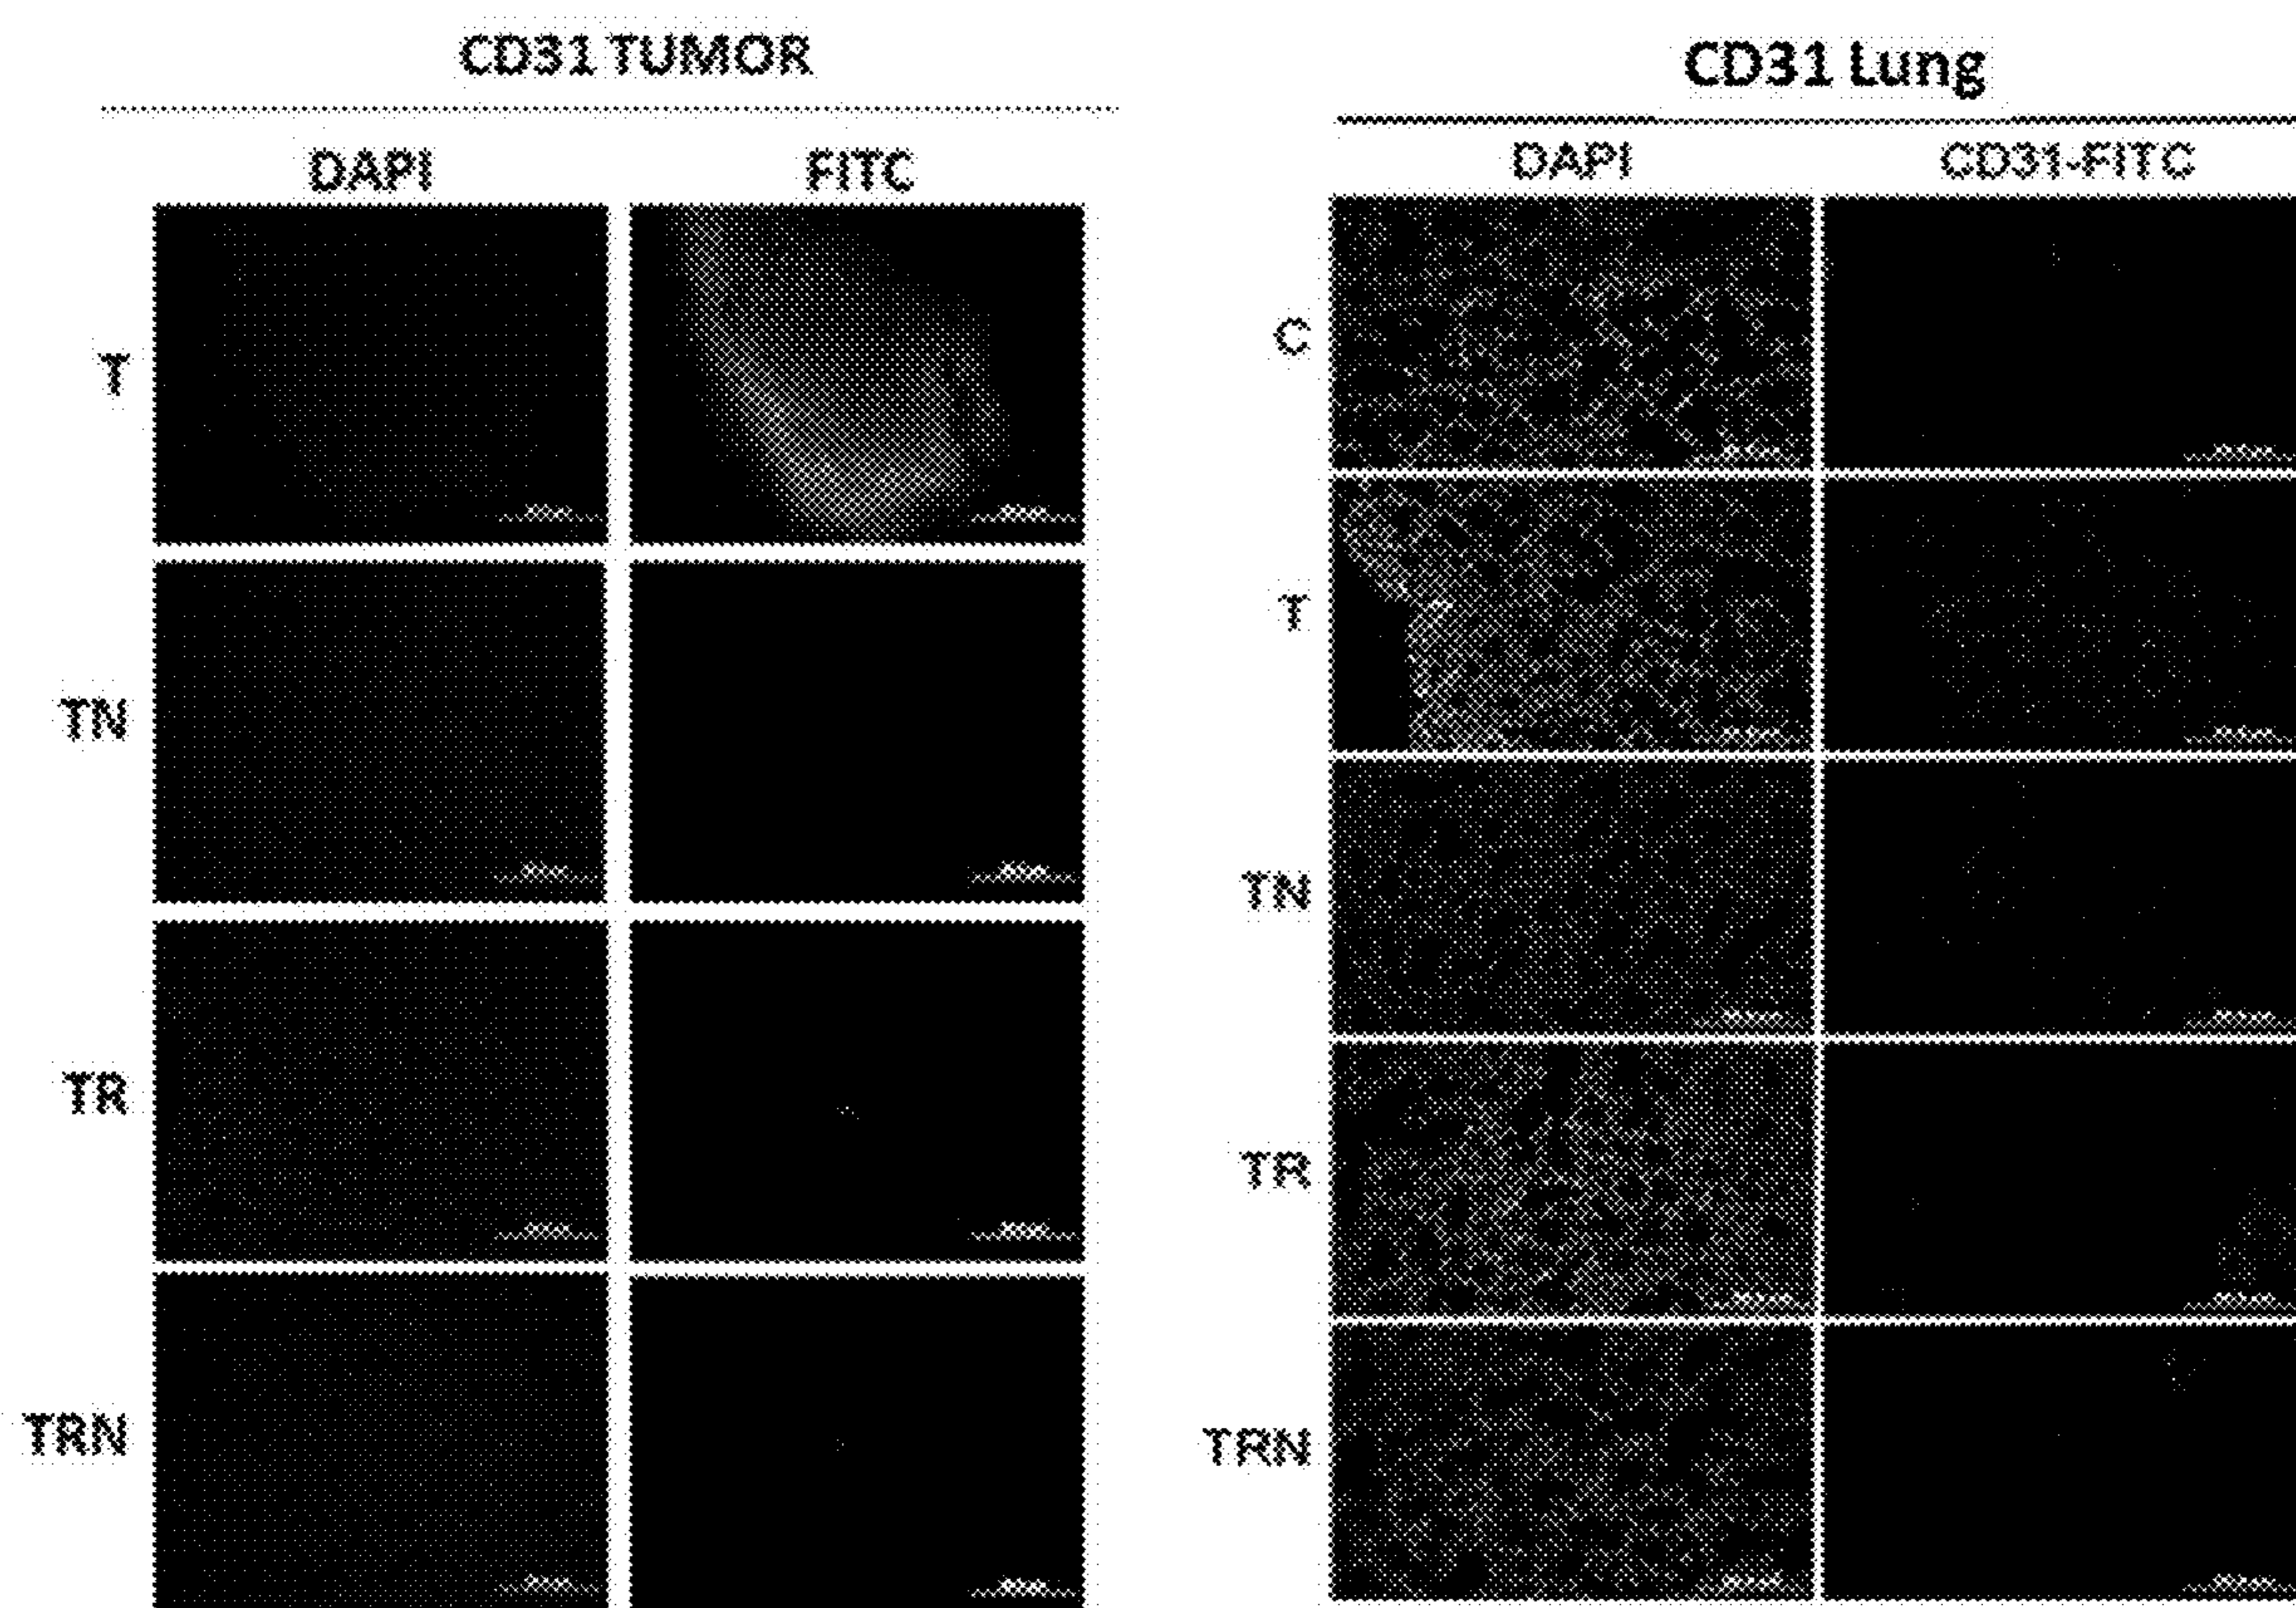 CD31 TUMOR
DAPI FITC
T
TN
TR
TRN
CD31 Lung
DAPI CD31-FITC
C
T
TN
TR
TRN